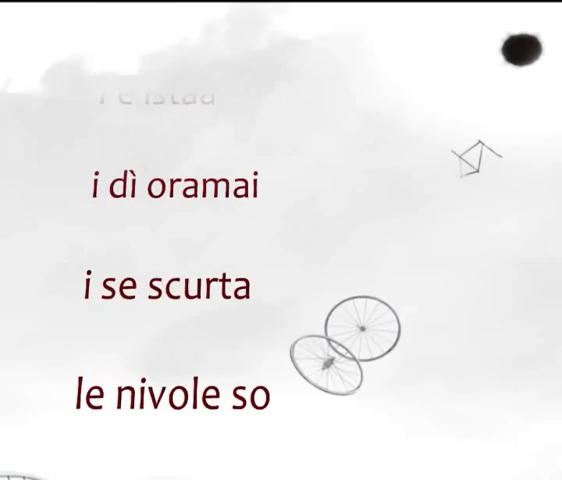 i dì oramai
i se scurta
le nivole so